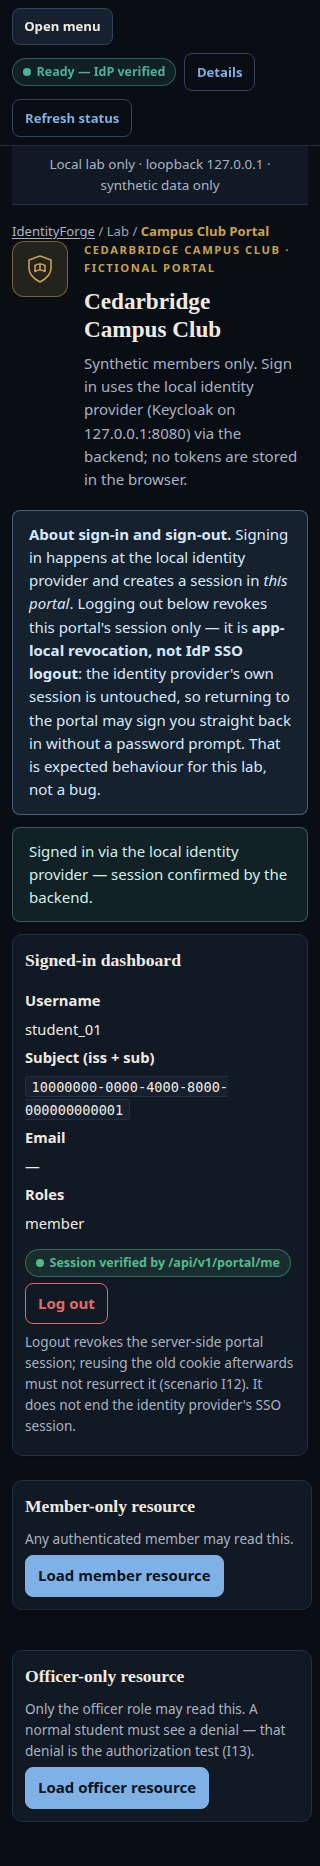 Open menu
Ready — IdP verified
Details
Refresh status
Local lab only · loopback 127.0.0.1 ·
synthetic data only
IdentityForge / Lab / Campus Club Portal
CEDARBRIDGE CAMPUS CLUB ·
FICTIONAL PORTAL
Cedarbridge
Campus Club
Synthetic members only. Sign
in uses the local identity
provider (Keycloak on
127.0.0.1:8080) via the
backend; no tokens are stored
in the browser.
About sign-in and sign-out. Signing
in happens at the local identity
provider and creates a session in this
portal. Logging out below revokes
this portal's session only — it is app-
local revocation, not IdP SSO
logout: the identity provider's own
session is untouched, so returning to
the portal may sign you straight back
in without a password prompt. That
is expected behaviour for this lab,
not a bug.
Signed in via the local identity
provider — session confirmed by the
backend.
Signed-in dashboard
Username
student_01
Subject (iss + sub)
10000000-0000-4000-8000-
000000000001
Email
—
Roles
member
Session verified by /api/v1/portal/me
Log out
Logout revokes the server-side portal
session; reusing the old cookie afterwards
must not resurrect it (scenario I12). It
does not end the identity provider's SSO
session.
Member-only resource
Any authenticated member may read this.
Load member resource
Officer-only resource
Only the officer role may read this. A
normal student must see a denial — that
denial is the authorization test (I13).
Load officer resource